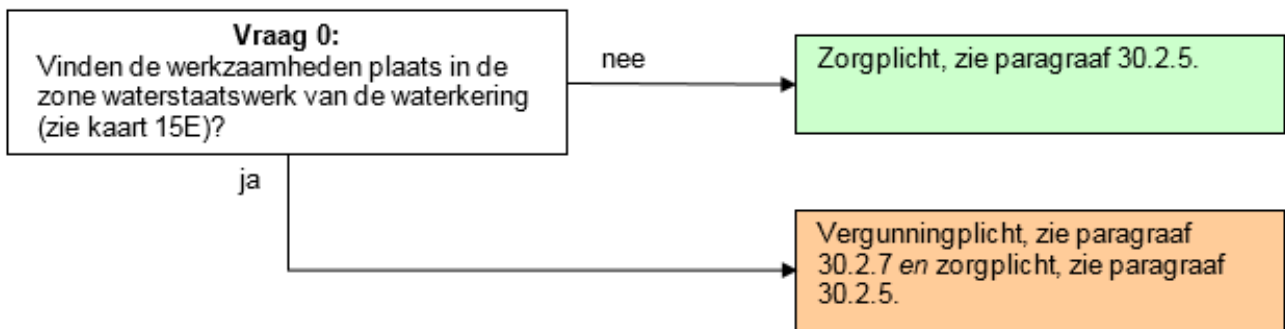 Vraag 0:
Vinden de werkzaamheden plaats in de
zone waterstaatswerk van de waterkering
(zie kaart 15E)?
nee
Zorgplicht, zie paragraaf 30.2.5.
ja
Vergunningplicht, zie paragraaf
30.2.7 en zorgplicht, zie paragraaf
30.2.5.